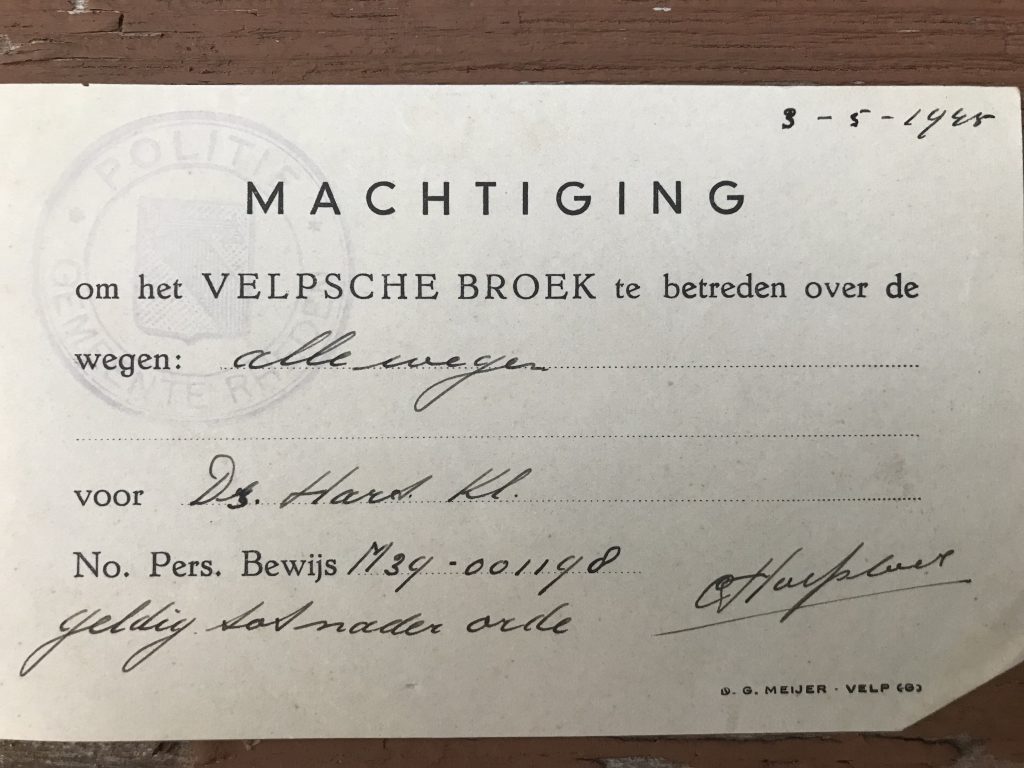 3-5-1945
POLITIE
GEMEENTE RHEDEN
MACHTIGING
om het VELPSCHE BROEK te betreden over de
wegen: alle wegen
voor Ds. Hars. Kl.
No. Pers. Bewijs M39-001198
geldig tot nader orde
D. G. MEIJER · VELP (G)